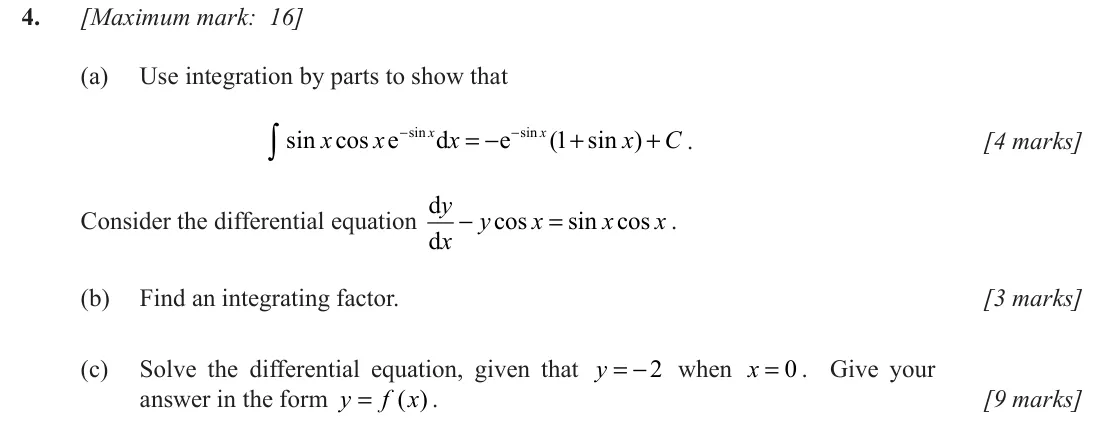 4. [Maximum mark: 16]
(a) Use integration by parts to show that
∫ sin x cos x e^{−sin x} dx = −e^{−sin x} (1 + sin x) + C . [4 marks]
Consider the differential equation dy/dx − y cos x = sin x cos x .
(b) Find an integrating factor. [3 marks]
(c) Solve the differential equation, given that y = −2 when x = 0 . Give your
answer in the form y = f (x) . [9 marks]